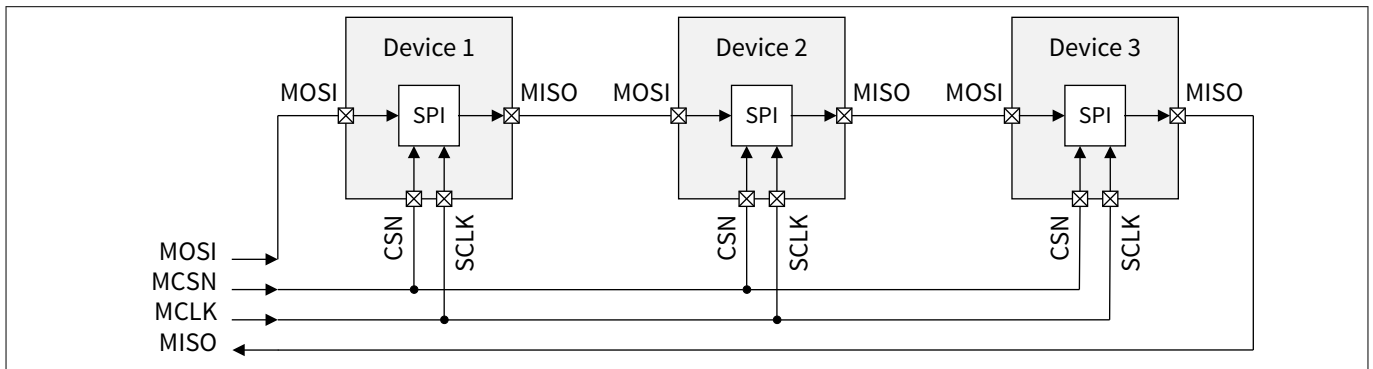 Device 1
Device 2
Device 3
MOSI
MISO
MOSI
MISO
MOSI
MISO
SPI
SPI
SPI
CSN
SCLK
CSN
SCLK
CSN
SCLK
MOSI
MCSN
MCLK
MISO